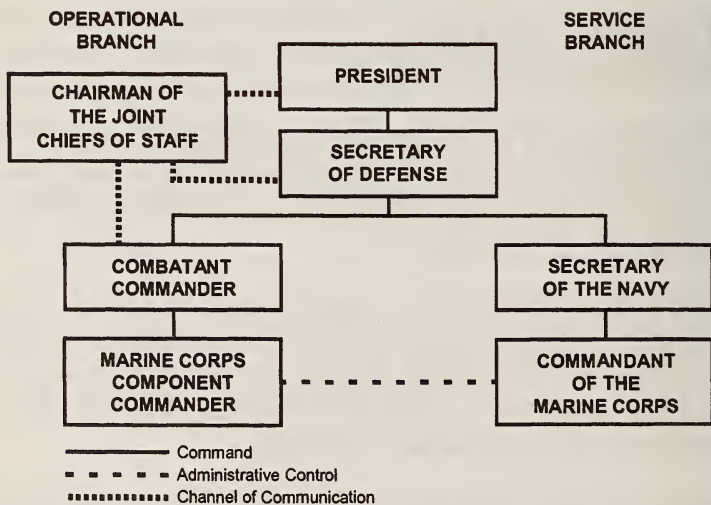 OPERATIONAL
BRANCH
SERVICE
BRANCH
PRESIDENT
CHAIRMAN OF
THE JOINT
CHIEFS OF STAFF
SECRETARY
OF DEFENSE
COMBATANT
COMMANDER
SECRETARY
OF THE NAVY
MARINE CORPS
COMPONENT
COMMANDER
COMMANDANT
OF THE
MARINE CORPS
Command
Administrative Control
Channel of Communication